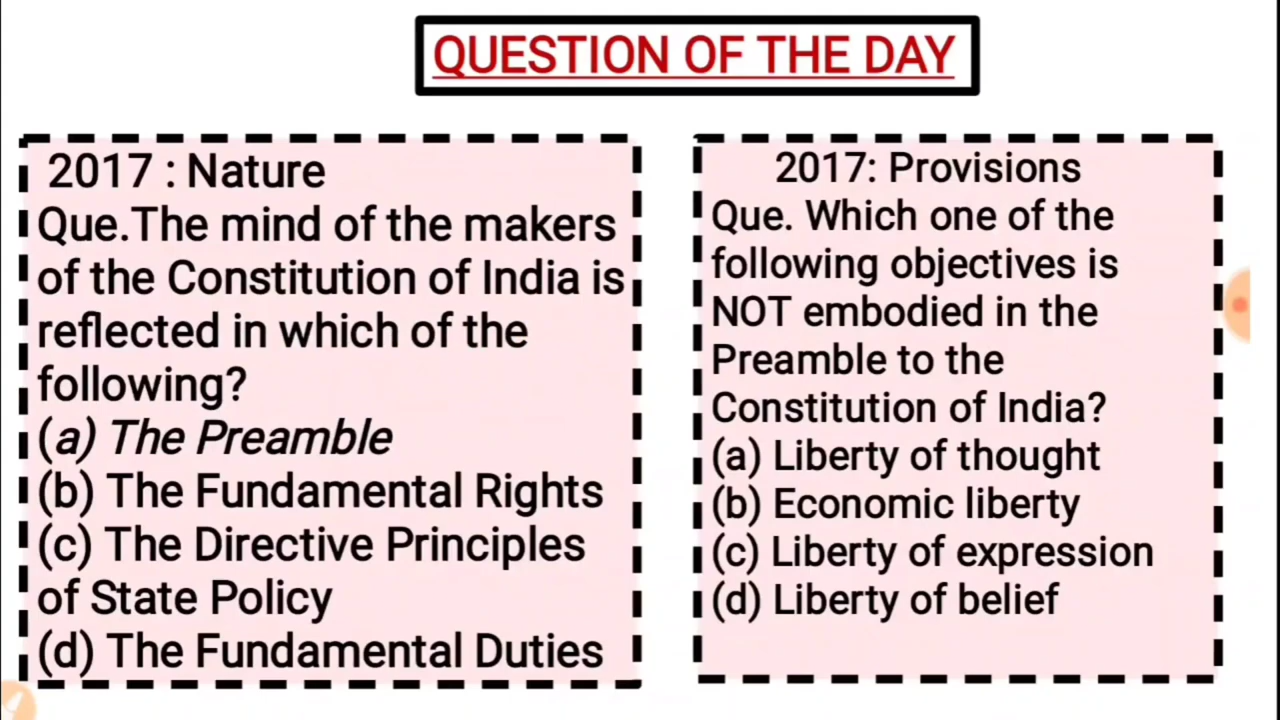 QUESTION OF THE DAY
2017 : Nature
Que.The mind of the makers
of the Constitution of India is
reflected in which of the
following?
(a) The Preamble
(b) The Fundamental Rights
(c) The Directive Principles
of State Policy
(d) The Fundamental Duties
2017: Provisions
Que. Which one of the
following objectives is
NOT embodied in the
Preamble to the
Constitution of India?
(a) Liberty of thought
(b) Economic liberty
(c) Liberty of expression
(d) Liberty of belief